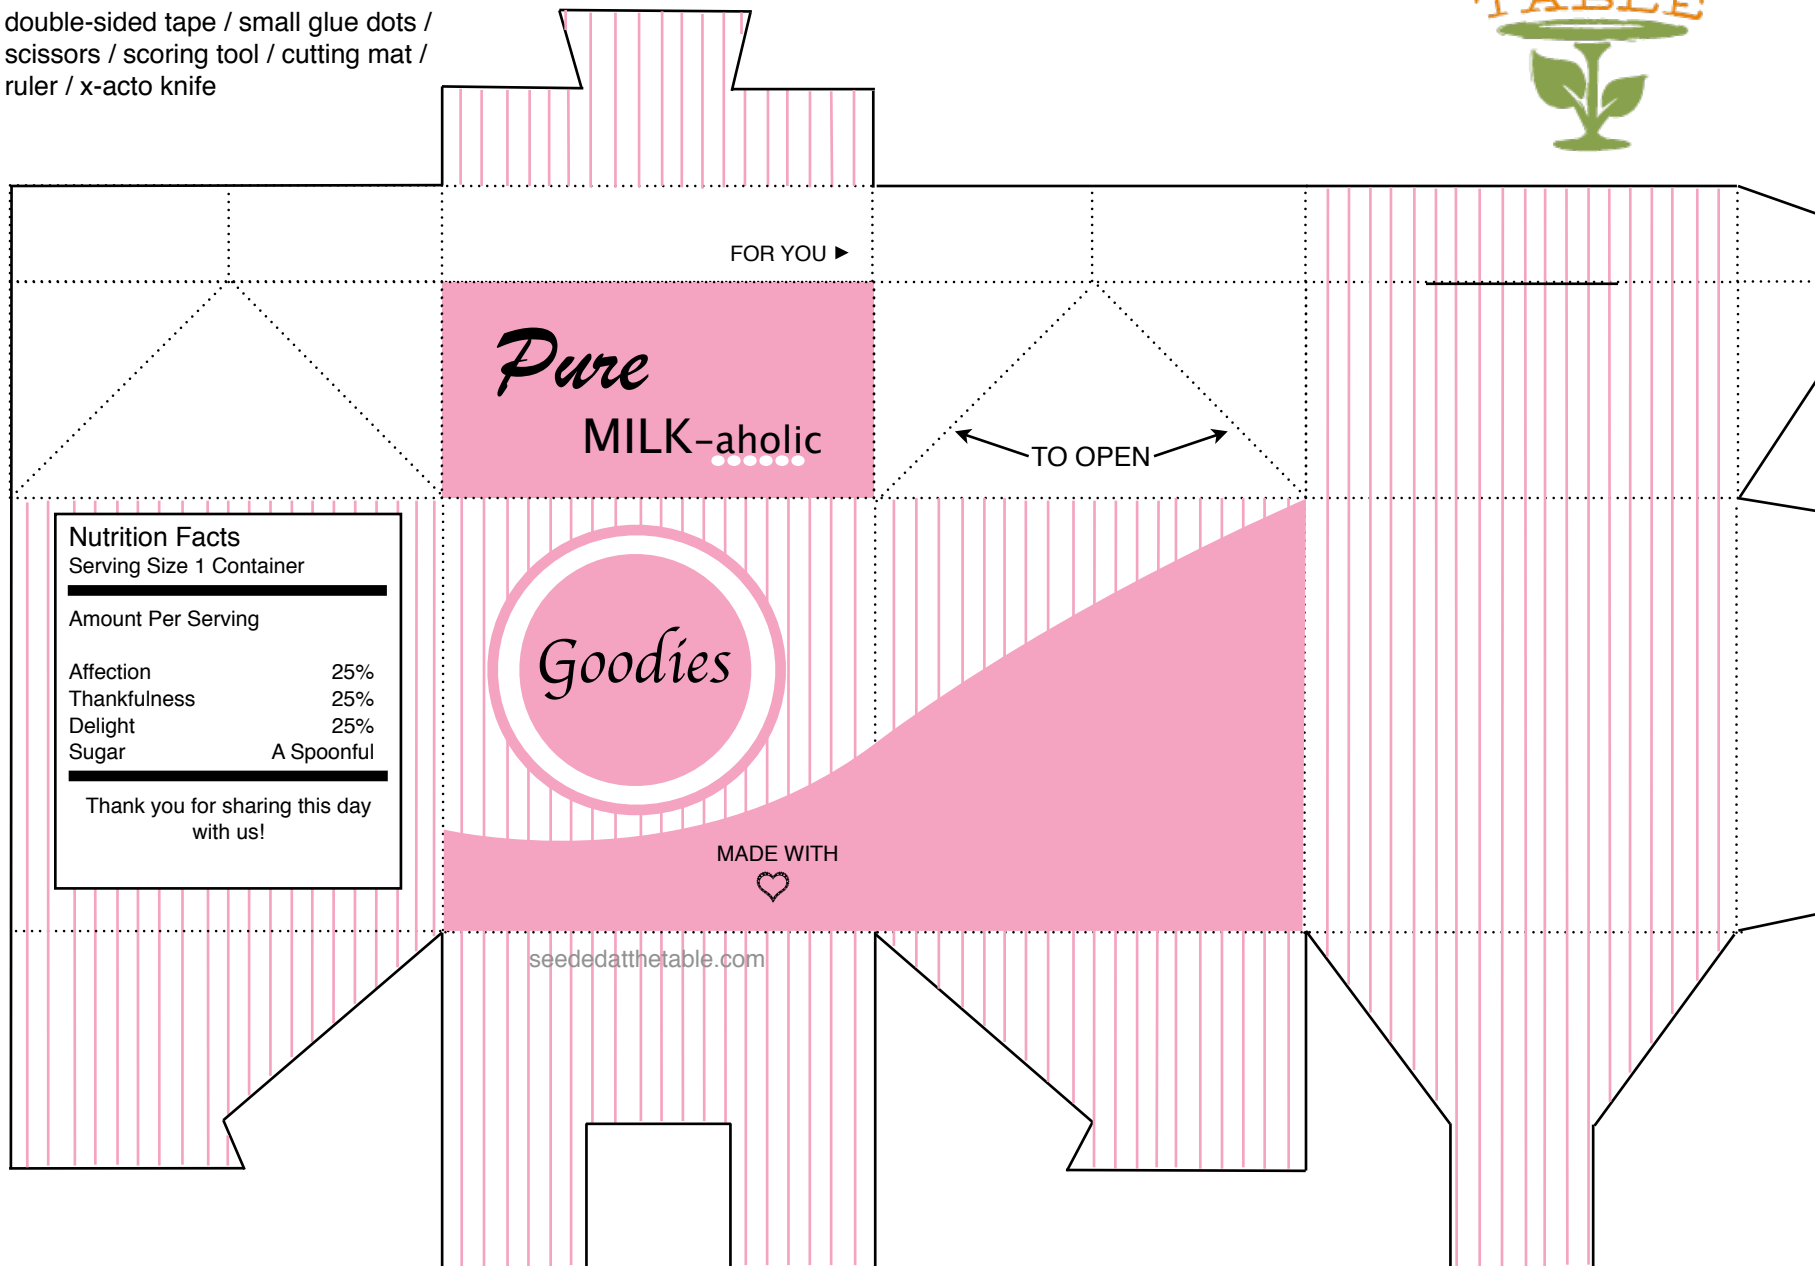 double-sided tape / small glue dots /
scissors / scoring tool / cutting mat /
ruler / x-acto knife
TABLE
FOR YOU ►
Pure
MILK-aholic
TO OPEN
Nutrition Facts
Serving Size 1 Container
Amount Per Serving
Affection 25%
Thankfulness 25%
Delight 25%
Sugar A Spoonful
Thank you for sharing this day
with us!
Goodies
MADE WITH
seededatthetable.com